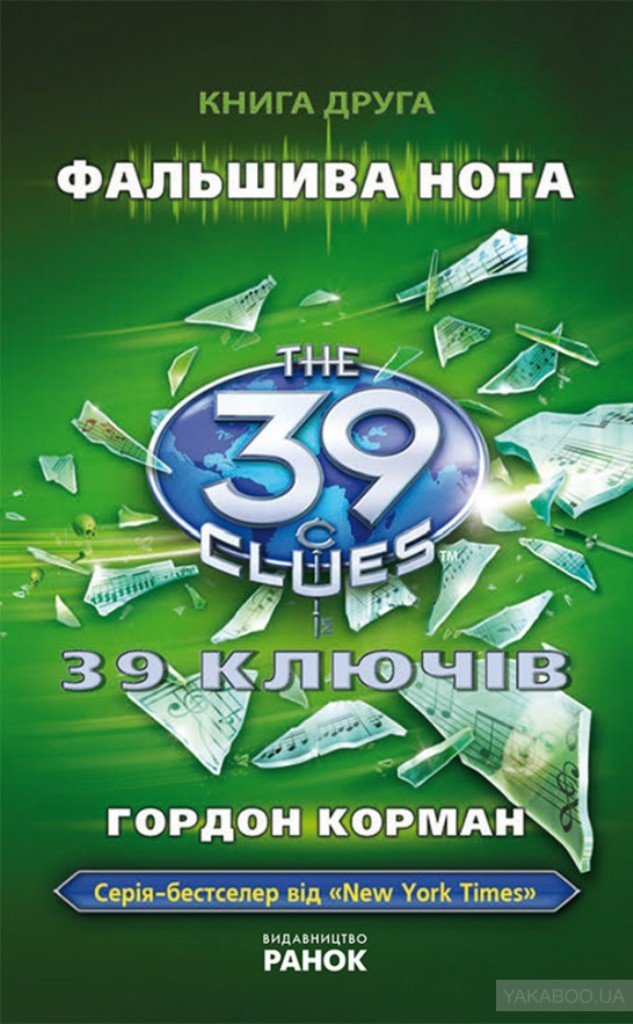 КНИГА ДРУГА
ФАЛЬШИВА НОТА
THE
39
CLUES™
39 КЛЮЧІВ
ГОРДОН КОРМАН
Серія-бестселер від «New York Times»
ВИДАВНИЦТВО
РАНОК
YAKABOO.UA